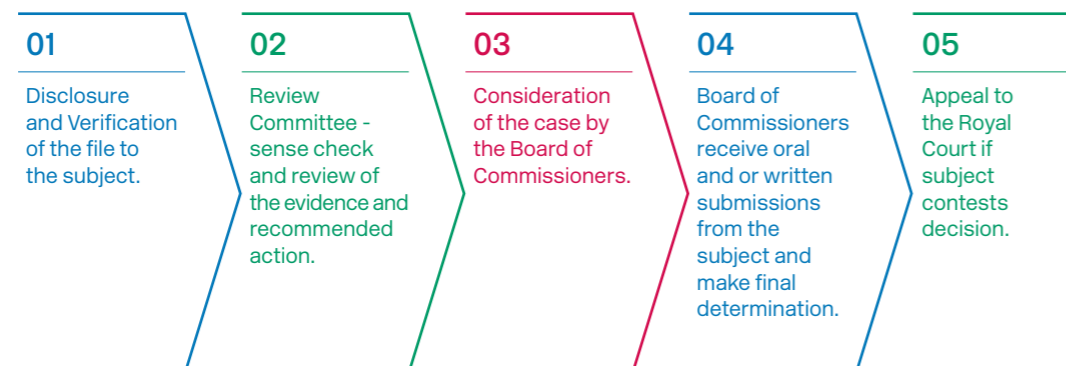 01
Disclosure
and Verification
of the file to
the subject.
02
Review
Committee -
sense check
and review of
the evidence and
recommended
action.
03
Consideration
of the case by
the Board of
Commissioners.
04
Board of
Commissioners
receive oral
and or written
submissions
from the
subject and
make final
determination.
05
Appeal to
the Royal
Court if
subject
contests
decision.